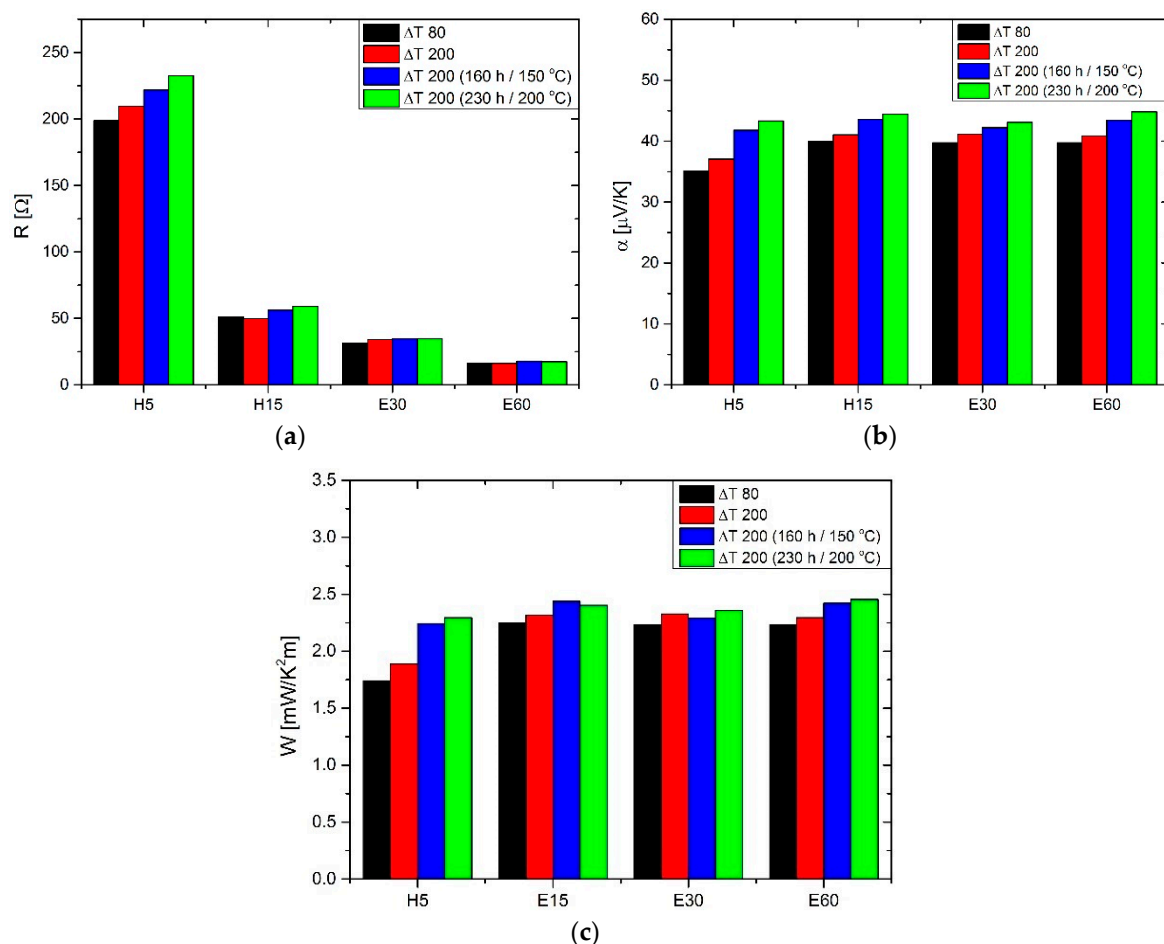 ΔT 80
ΔT 200
ΔT 200 (160 h / 150 °C)
ΔT 200 (230 h / 200 °C)
250
200
150
100
50
0
R [Ω]
H5 H15 E30 E60
(a)
ΔT 80
ΔT 200
ΔT 200 (160 h / 150 °C)
ΔT 200 (230 h / 200 °C)
60
50
40
30
20
10
0
α [μV/K]
H5 H15 E30 E60
(b)
ΔT 80
ΔT 200
ΔT 200 (160 h / 150 °C)
ΔT 200 (230 h / 200 °C)
3.5
3.0
2.5
2.0
1.5
1.0
0.5
0.0
W [mW/K²m]
H5 E15 E30 E60
(c)